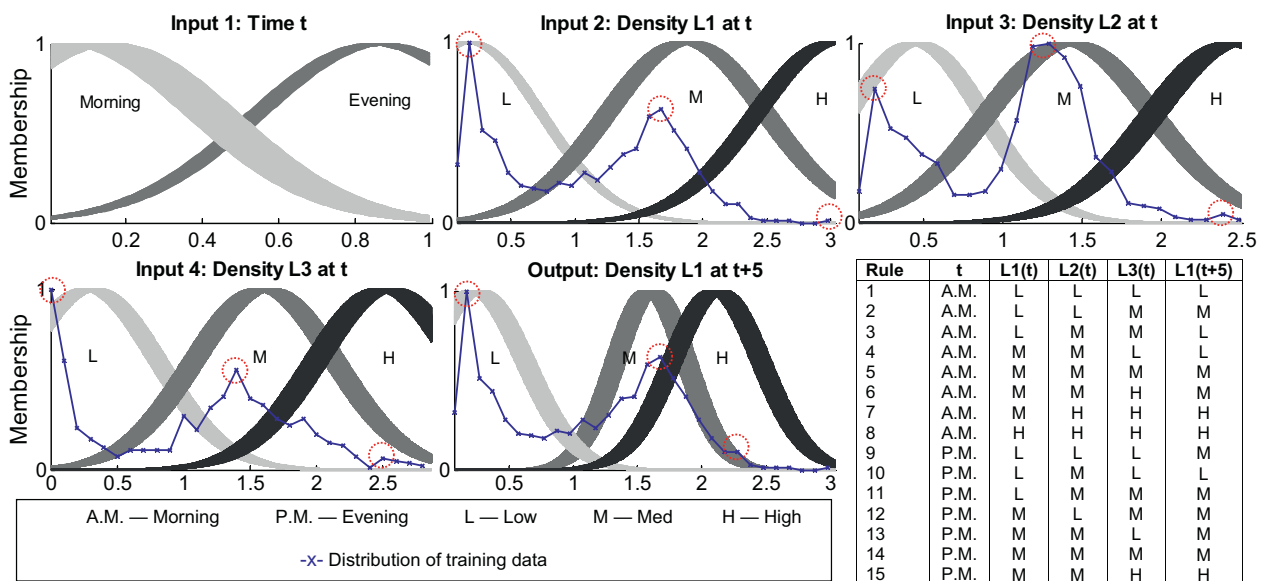 Input 1: Time t
Membership
1
0
Morning
Evening
0.2 0.4 0.6 0.8 1
Input 2: Density L1 at t
1
0
L
M
H
0.5 1 1.5 2 2.5 3
Input 3: Density L2 at t
1
0
L
M
H
0.5 1 1.5 2 2.5
Input 4: Density L3 at t
Membership
1
0
L
M
H
0 0.5 1 1.5 2 2.5
Output: Density L1 at t+5
1
0
L
M
H
0.5 1 1.5 2 2.5 3
Rule t L1(t) L2(t) L3(t) L1(t+5)
1 A.M. L L L L
2 A.M. L L M M
3 A.M. L M M L
4 A.M. M M L L
5 A.M. M M M M
6 A.M. M M H M
7 A.M. M H H H
8 A.M. H H H H
9 P.M. L L L M
10 P.M. L M L L
11 P.M. L M M M
12 P.M. M L M M
13 P.M. M M L M
14 P.M. M M M M
15 P.M. M M H H
A.M. — Morning P.M. — Evening L — Low M — Med H — High
-x- Distribution of training data